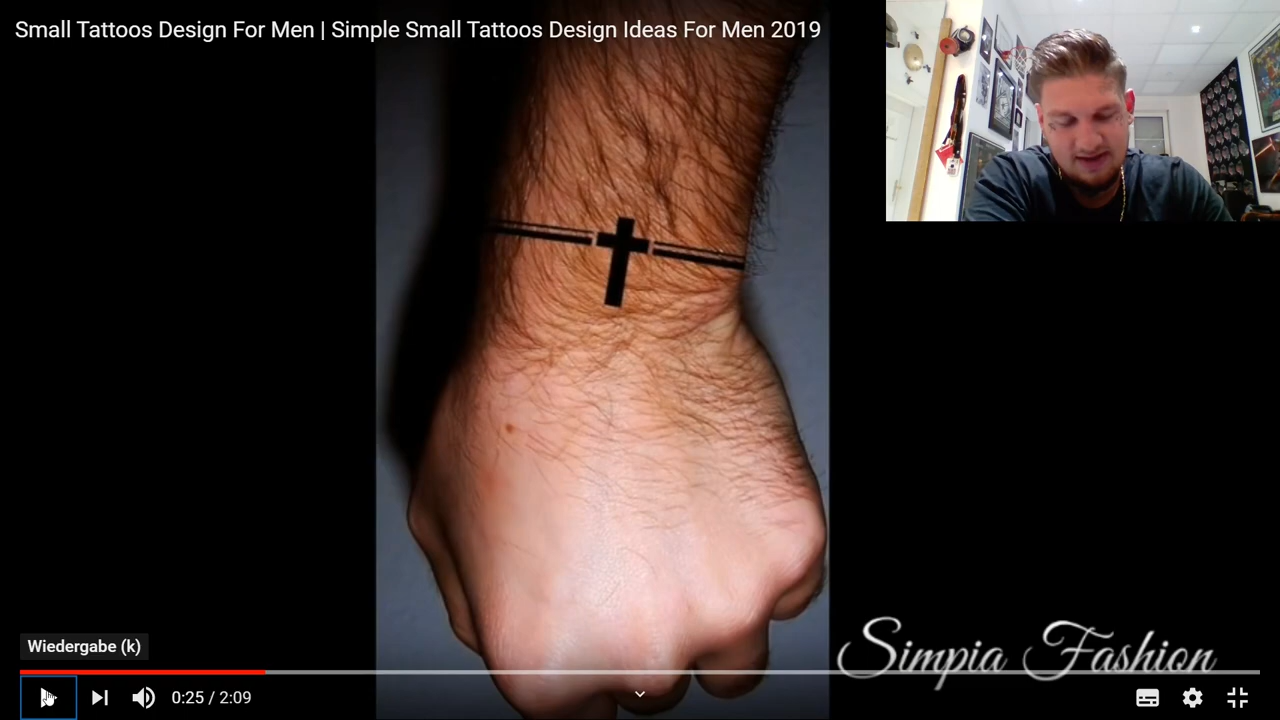 Small Tattoos Design For Men | Simple Small Tattoos Design Ideas For Men 2019
Simpia Fashion
Wiedergabe (k)
0:25 / 2:09